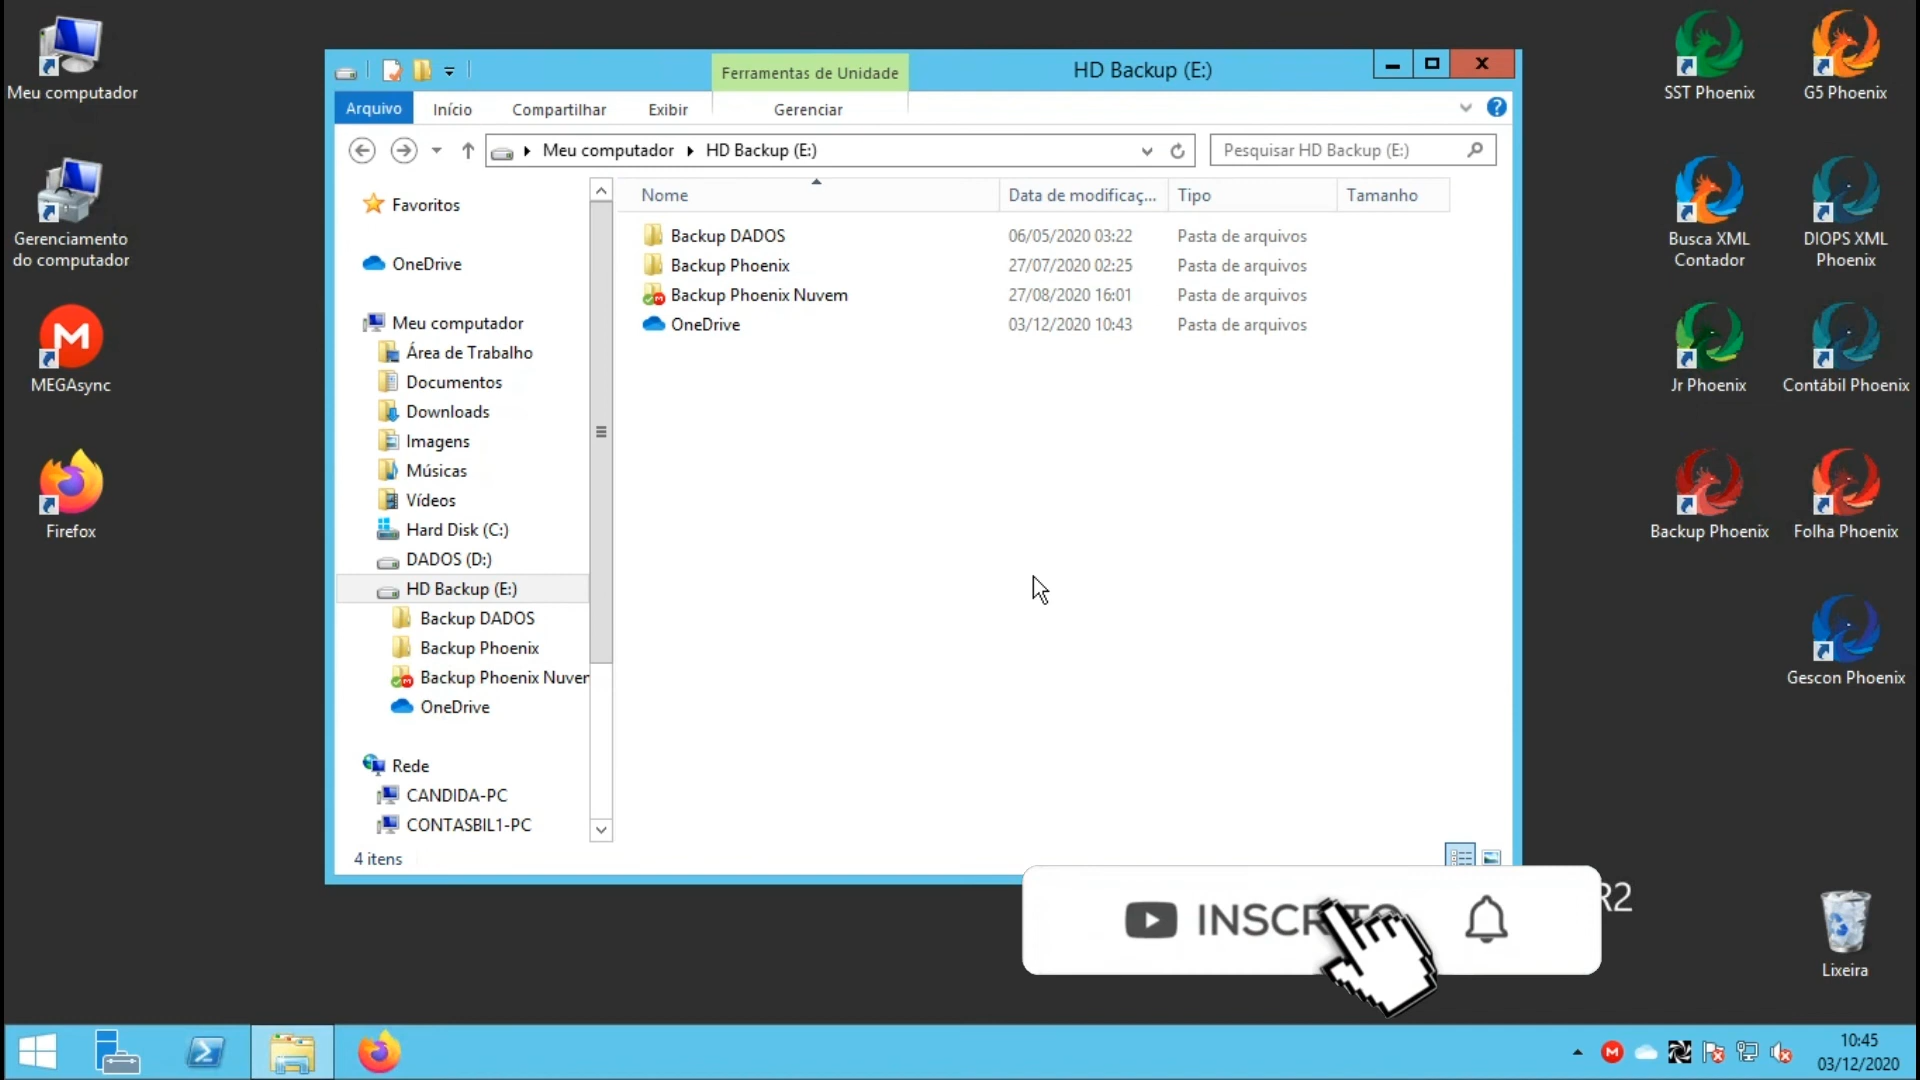 Meu computador
Gerenciamento
do computador
MEGAsync
Firefox
Ferramentas de Unidade
HD Backup (E:)
Arquivo
Início
Compartilhar
Exibir
Gerenciar
Meu computador
HD Backup (E:)
Pesquisar HD Backup (E:)
Favoritos
OneDrive
Meu computador
Área de Trabalho
Documentos
Downloads
Imagens
Músicas
Vídeos
Hard Disk (C:)
DADOS (D:)
HD Backup (E:)
Backup DADOS
Backup Phoenix
Backup Phoenix Nuver
OneDrive
Rede
CANDIDA-PC
CONTASBIL1-PC
Nome Data de modificaç... Tipo Tamanho
Backup DADOS 06/05/2020 03:22 Pasta de arquivos
Backup Phoenix 27/07/2020 02:25 Pasta de arquivos
Backup Phoenix Nuvem 27/08/2020 16:01 Pasta de arquivos
OneDrive 03/12/2020 10:43 Pasta de arquivos
4 itens
SST Phoenix
G5 Phoenix
Busca XML
Contador
DIOPS XML
Phoenix
Jr Phoenix
Contábil Phoenix
Backup Phoenix
Folha Phoenix
Gescon Phoenix
R2
INSCRITO
Lixeira
10:45
03/12/2020